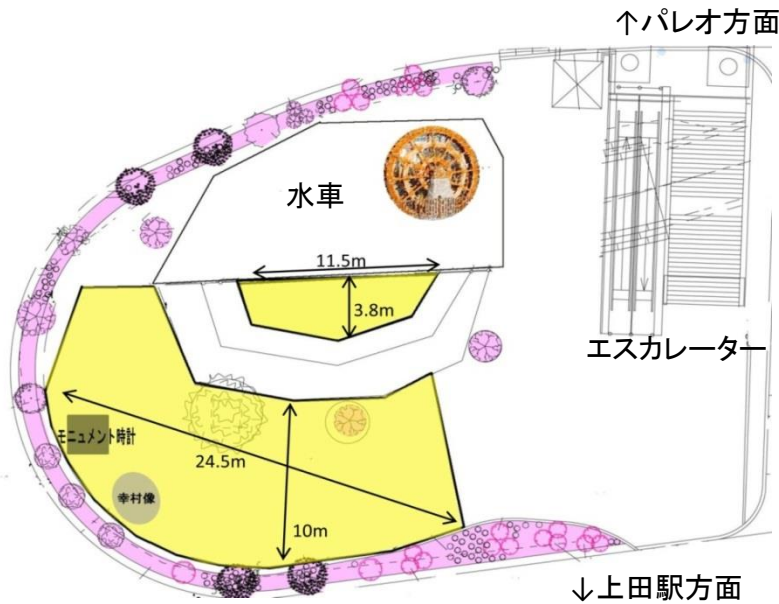 ↑パレオ方面
水車
11.5m
3.8m
エスカレーター
モニュメント時計
24.5m
幸村像
10m
↓上田駅方面